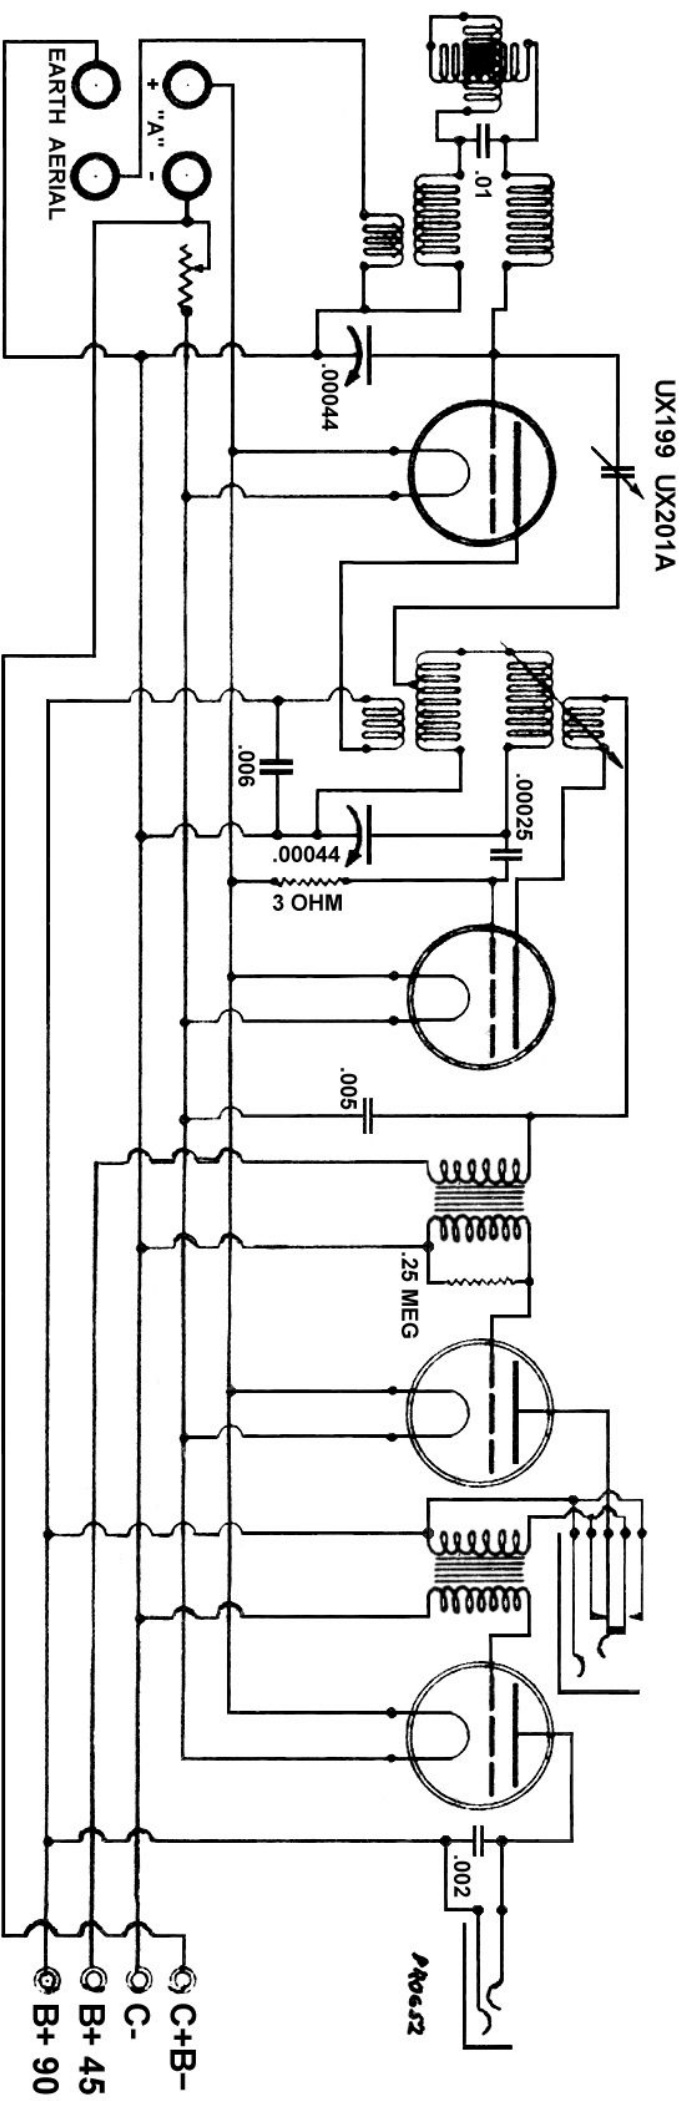 UX199 UX201A
.01
EARTH AERIAL
+ "A" -
.00044
.006
.00025
.00044
3 OHM
.005
.25 MEG
.002
C+B-
C-
B+ 45
B+ 90